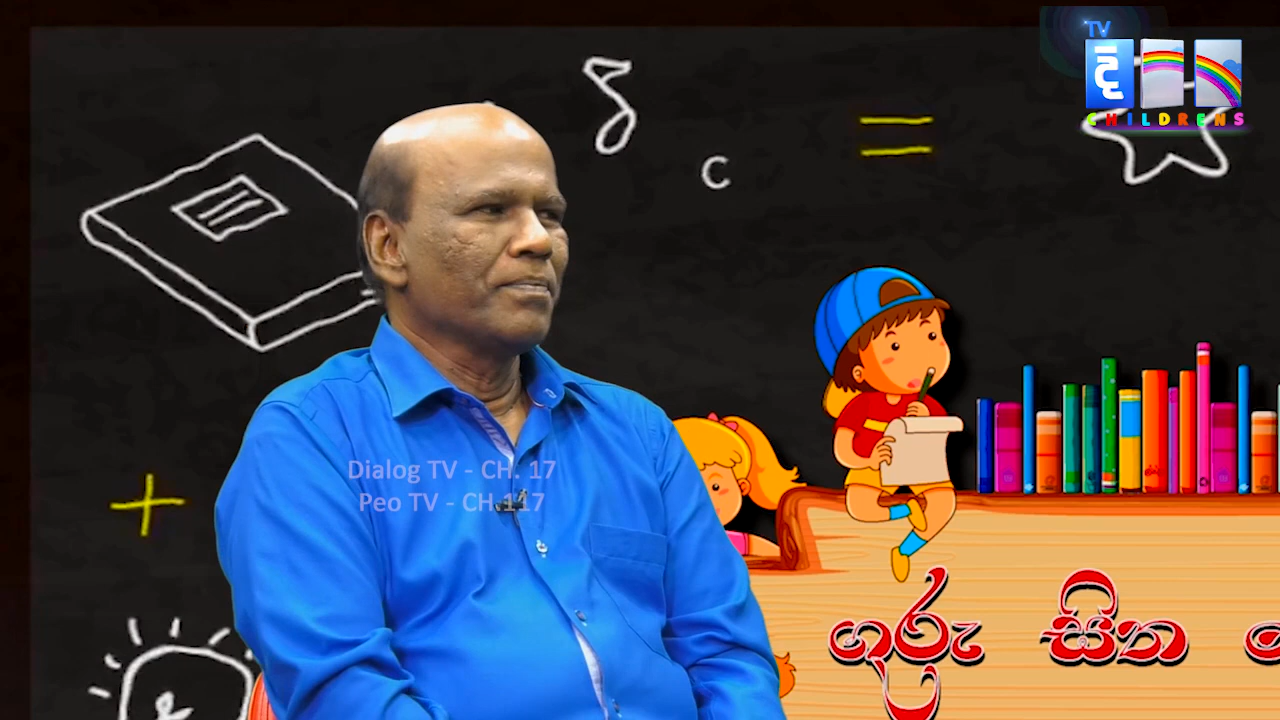 TV
දී
CHILDRENS
c
=
Dialog TV - CH. 17
Peo TV - CH.117
+
ගුරු සිත